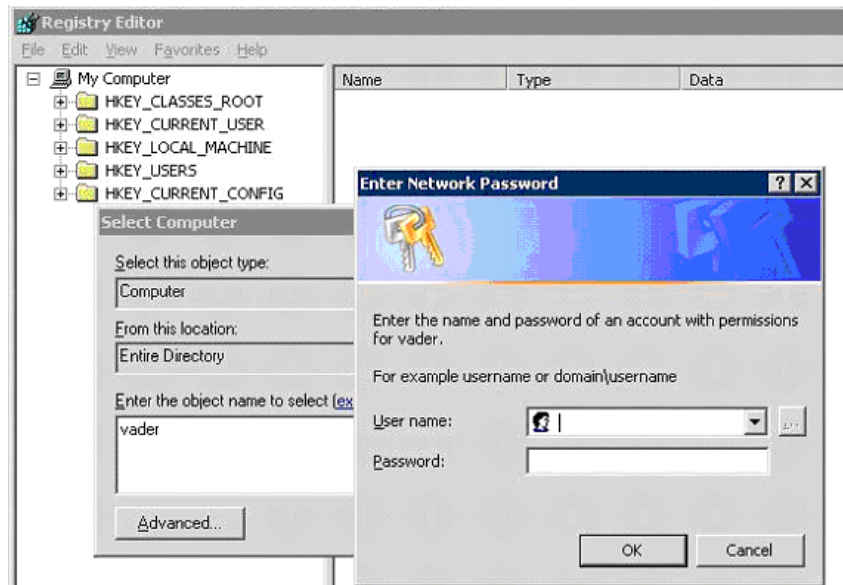 Registry Editor
File Edit View Favorites Help
My Computer
HKEY_CLASSES_ROOT
HKEY_CURRENT_USER
HKEY_LOCAL_MACHINE
HKEY_USERS
HKEY_CURRENT_CONFIG
Name Type Data
Select Computer
Select this object type:
Computer
From this location:
Entire Directory
Enter the object name to select (ex
vader
Advanced...
Enter Network Password
Enter the name and password of an account with permissions
for vader.
For example username or domain\username
User name:
Password:
...
OK Cancel